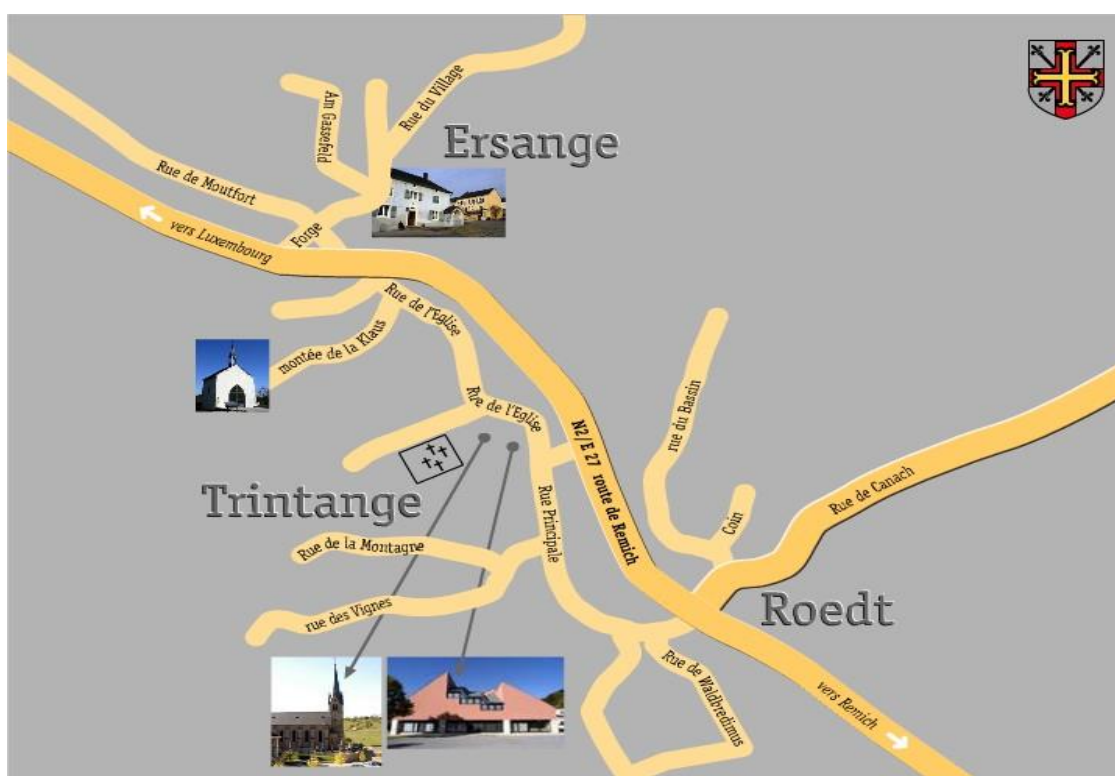 Am Gassefeld
Rue du Village
Ersange
Rue de Moutfort
Forge
vers Luxembourg
Rue de l'Eglise
montée de la Klaus
Rue de l'Eglise
rue du Bassin
N2/E 27 route de Remich
Trintange
Rue Principale
Coin
Rue de Canach
Rue de la Montagne
rue des Vignes
Roedt
Rue de Waldbredimus
vers Remich